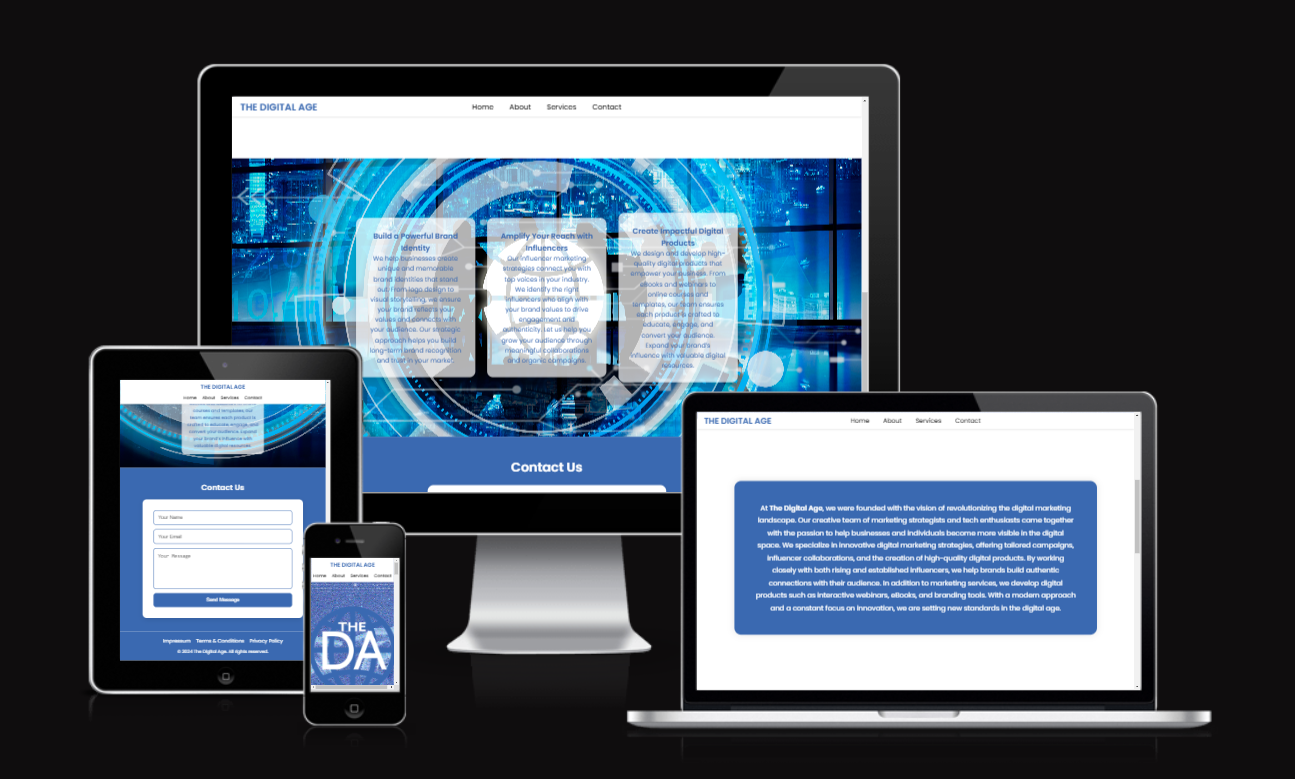 THE DIGITAL AGE
Home About Services Contact
Build a Powerful Brand
Identity
We help businesses create
unique and memorable
brand identities that stand
out. From logo design to
visual storytelling, we ensure
your brand reflects your
values and connects with
your audience. Our strategic
approach helps you build
long-term brand recognition
and trust in your market.
Amplify Your Reach with
Influencers
Our influencer marketing
strategies connect you with
top voices in your industry.
We identify the right
influencers who align with
your brand values to drive
engagement and
authenticity. Let us help you
grow your audience through
meaningful collaborations
and organic campaigns.
Create Impactful Digital
Products
We design and develop high-
quality digital products that
empower your business. From
eBooks and webinars to
online courses and
templates, our team ensures
each product is crafted to
educate, engage, and
convert your audience.
Expand your brand's
influence with valuable digital
resources.
Contact Us
THE DIGITAL AGE
Home About Services Contact
courses and templates, our
team ensures each product is
crafted to educate, engage, and
convert your audience. Expand
your brand's influence with
valuable digital resources.
Contact Us
Your Name
Your Email
Your Message
Send Message
Impressum Terms & Conditions Privacy Policy
© 2024 The Digital Age. All rights reserved.
THE DIGITAL AGE
Home About Services Contact
THE
DA
THE DIGITAL AGE
Home About Services Contact
At The Digital Age, we were founded with the vision of revolutionizing the digital marketing
landscape. Our creative team of marketing strategists and tech enthusiasts came together
with the passion to help businesses and individuals become more visible in the digital
space. We specialize in innovative digital marketing strategies, offering tailored campaigns,
influencer collaborations, and the creation of high-quality digital products. By working
closely with both rising and established influencers, we help brands build authentic
connections with their audience. In addition to marketing services, we develop digital
products such as interactive webinars, eBooks, and branding tools. With a modern approach
and a constant focus on innovation, we are setting new standards in the digital age.